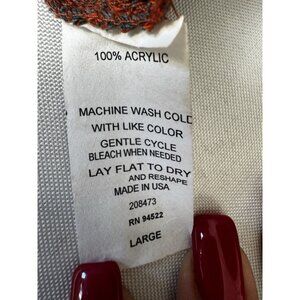 100% ACRYLIC
MACHINE WASH COLD
WITH LIKE COLOR
GENTLE CYCLE
BLEACH WHEN NEEDED
LAY FLAT TO DRY
AND RESHAPE
MADE IN USA
208473
RN 94522
LARGE